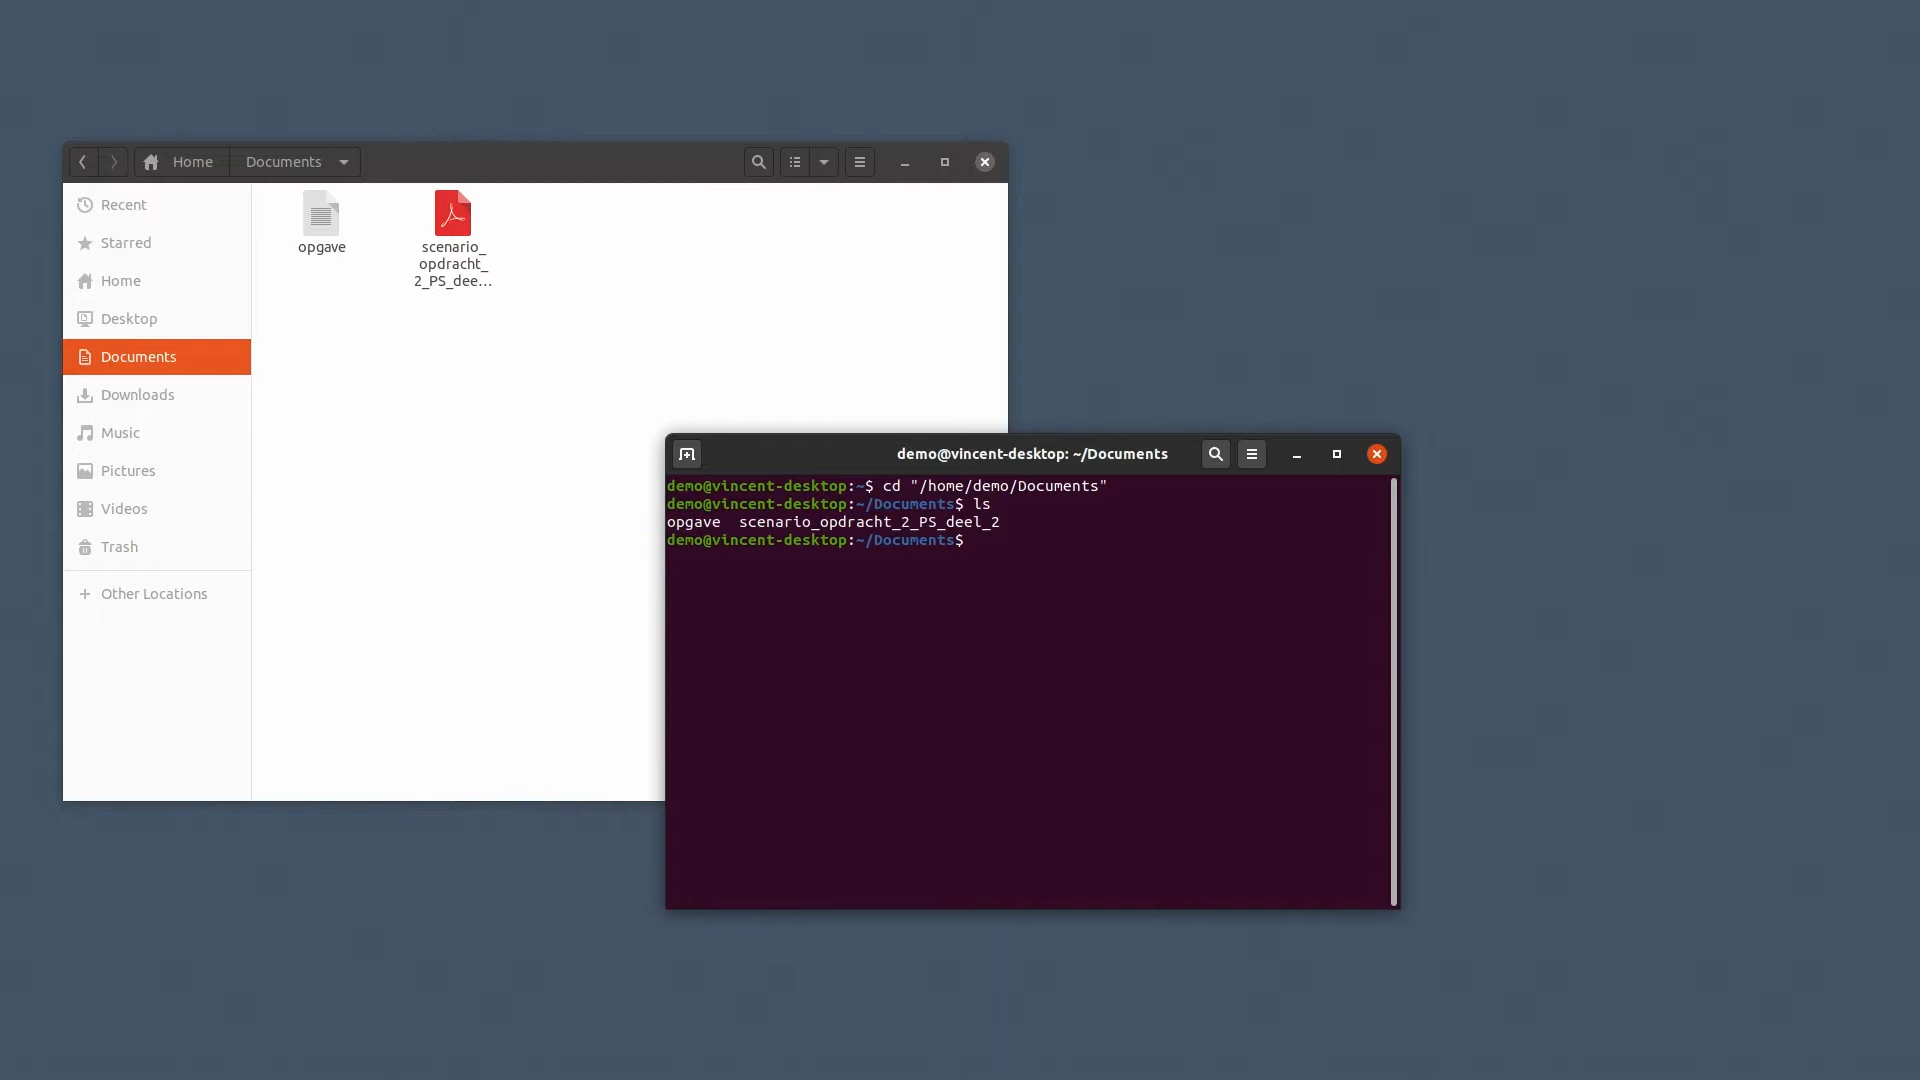 Home
Documents
Recent
Starred
Home
Desktop
Documents
Downloads
Music
Pictures
Videos
Trash
Other Locations
opgave
scenario_
opdracht_
2_PS_dee...
demo@vincent-desktop: ~/Documents
demo@vincent-desktop:~$ cd "/home/demo/Documents"
demo@vincent-desktop:~/Documents$ ls
opgave  scenario_opdracht_2_PS_deel_2
demo@vincent-desktop:~/Documents$